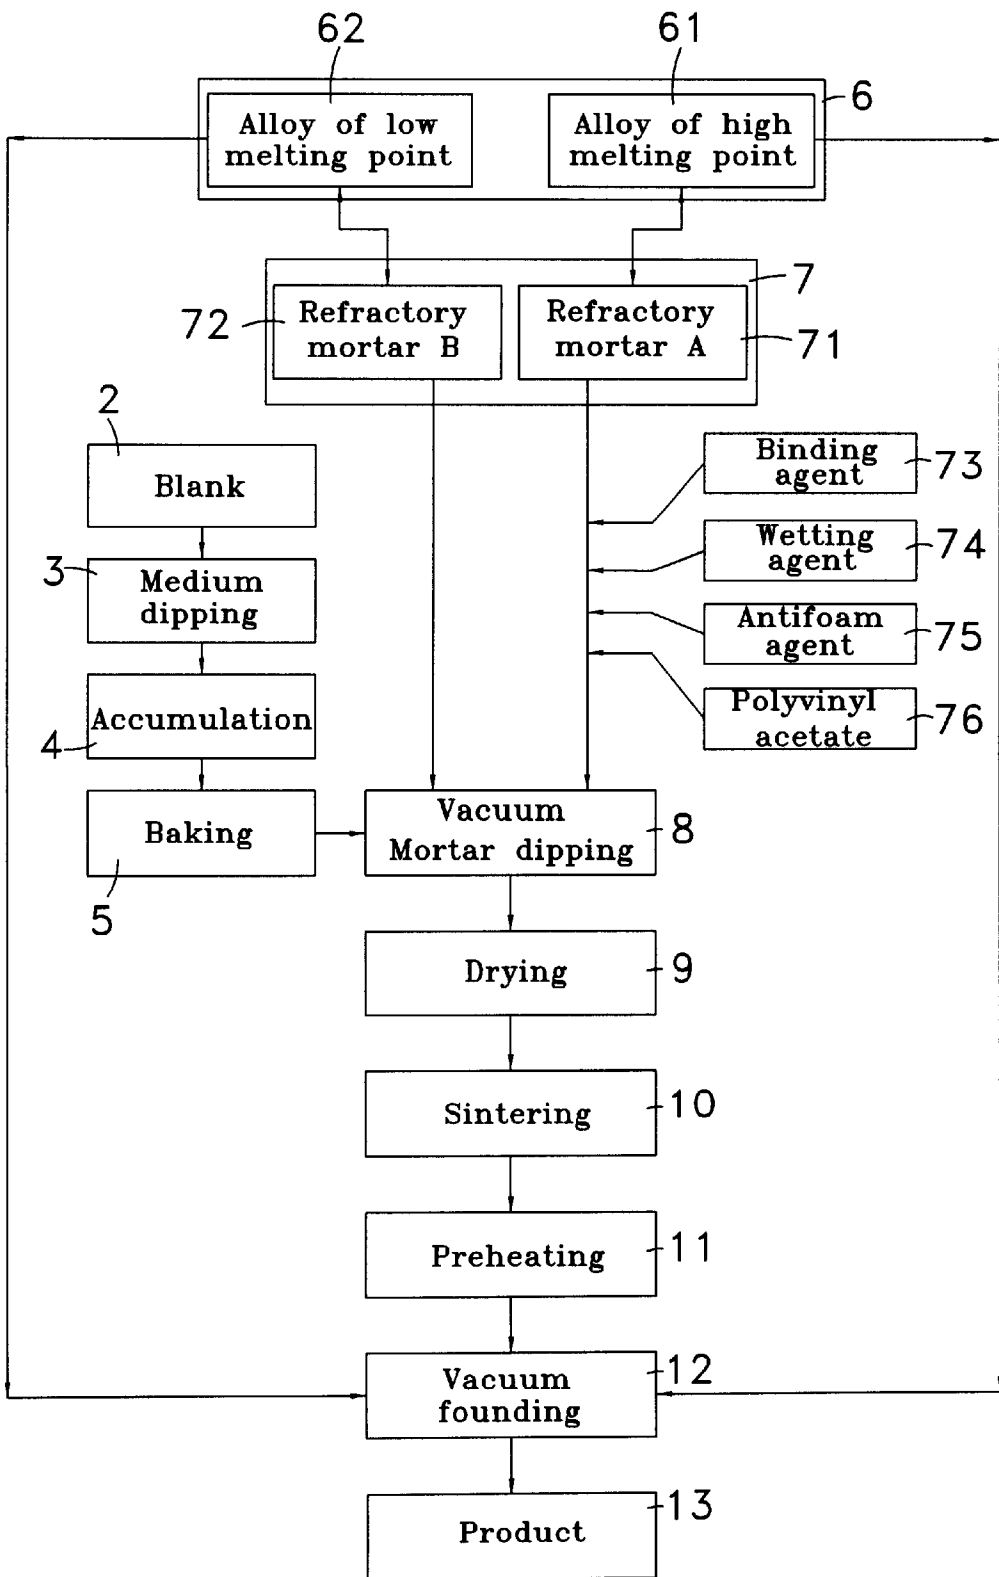 62
61
6
Alloy of low
melting point
Alloy of high
melting point
7
72
Refractory
mortar B
Refractory
mortar A
71
2
Blank
Binding
agent
73
3
Medium
dipping
Wetting
agent
74
Antifoam
agent
75
4
Accumulation
Polyvinyl
acetate
76
Baking
5
Vacuum
Mortar dipping
8
Drying
9
Sintering
10
Preheating
11
Vacuum
founding
12
Product
13